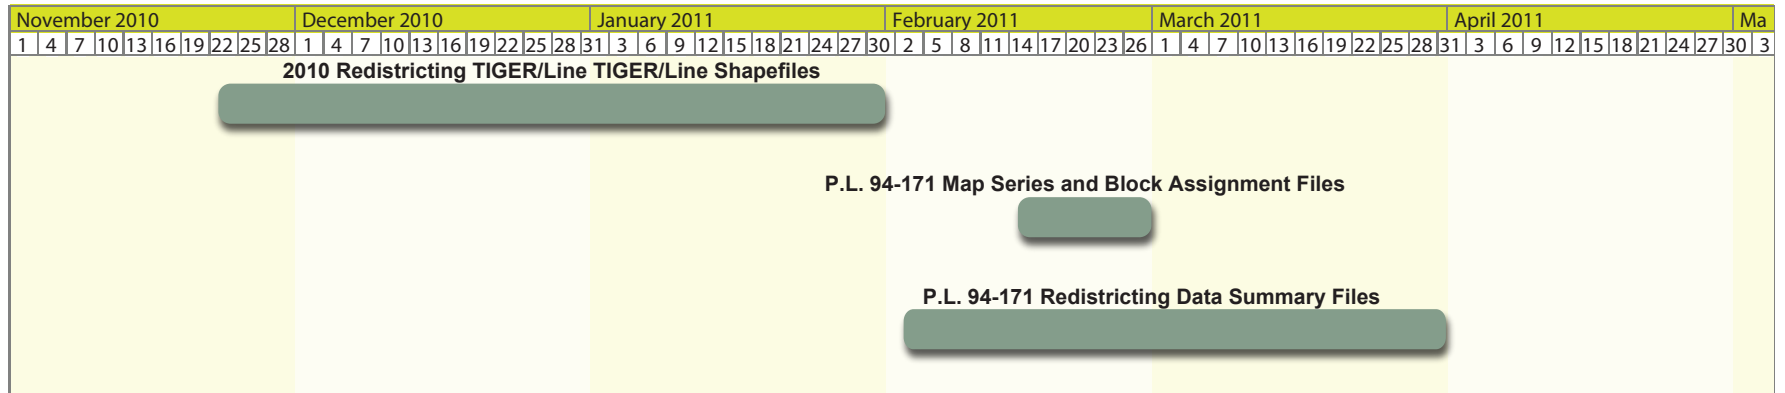 November 2010 December 2010 January 2011 February 2011 March 2011 April 2011 Ma
1 4 7 10 13 16 19 22 25 28 1 4 7 10 13 16 19 22 25 28 31 3 6 9 12 15 18 21 24 27 30 2 5 8 11 14 17 20 23 26 1 4 7 10 13 16 19 22 25 28 31 3 6 9 12 15 18 21 24 27 30 3
2010 Redistricting TIGER/Line TIGER/Line Shapefiles
P.L. 94-171 Map Series and Block Assignment Files
P.L. 94-171 Redistricting Data Summary Files